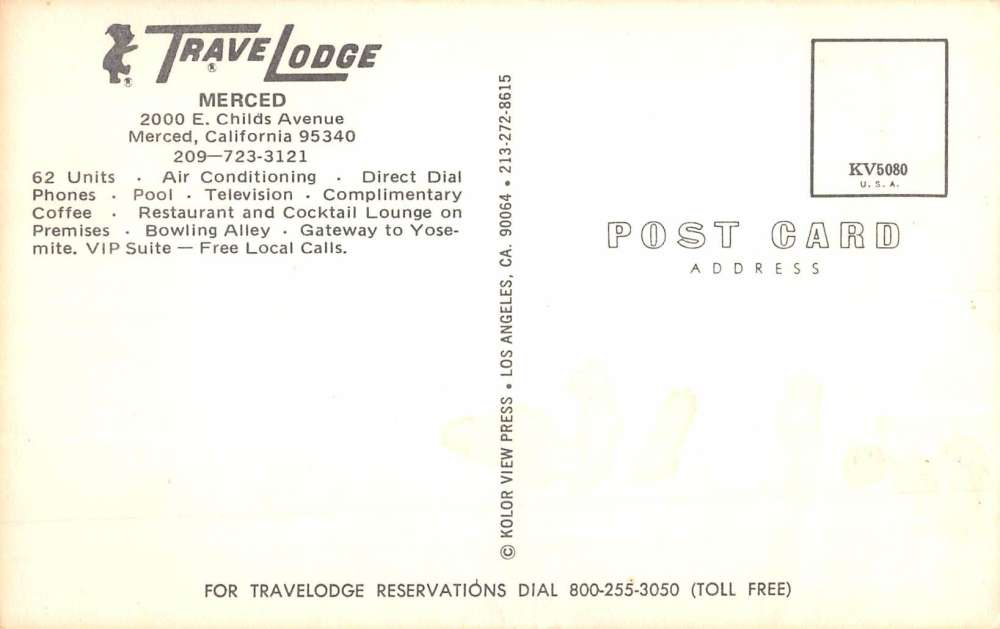 TRAVELODGE
®
®
MERCED
2000 E. Childs Avenue
Merced, California 95340
209—723-3121
62 Units · Air Conditioning · Direct Dial
Phones · Pool · Television · Complimentary
Coffee · Restaurant and Cocktail Lounge on
Premises · Bowling Alley · Gateway to Yose-
mite. VIP Suite — Free Local Calls.
© KOLOR VIEW PRESS • LOS ANGELES, CA. 90064 • 213-272-8615
KV5080
U. S. A.
POST CARD
ADDRESS
FOR TRAVELODGE RESERVATIONS DIAL 800-255-3050 (TOLL FREE)